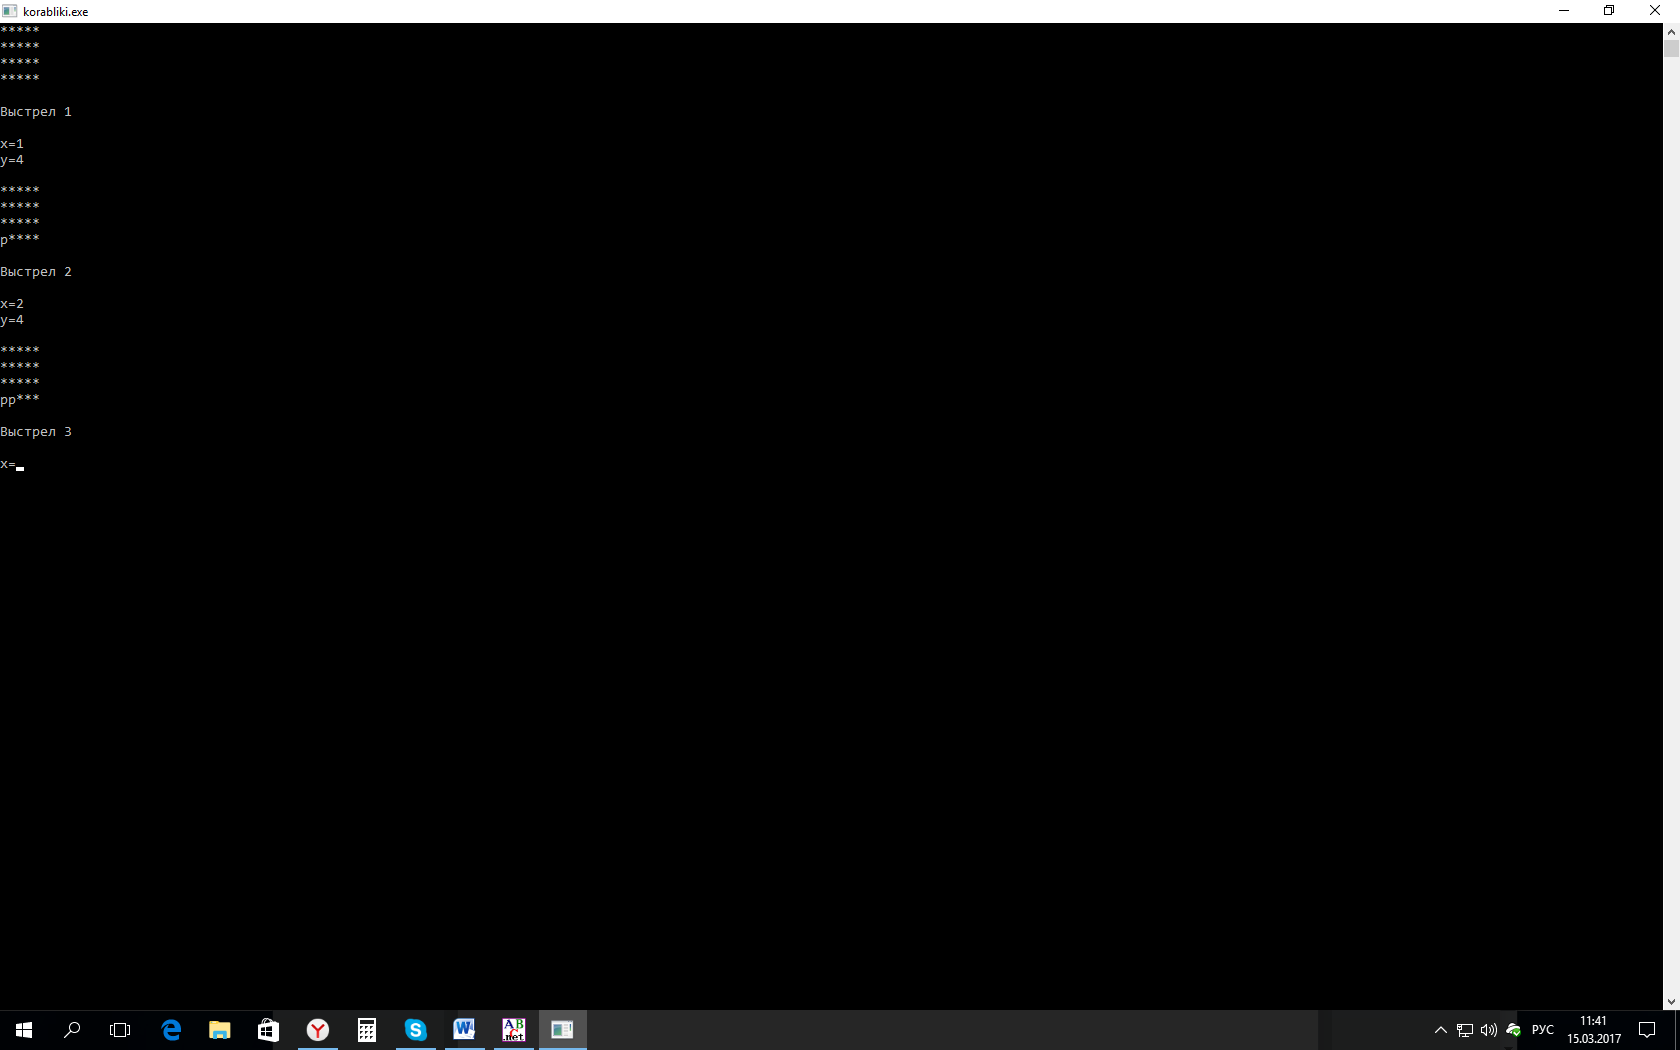 korabliki.exe
*****
*****
*****
*****
Выстрел 1
x=1
y=4
*****
*****
*****
p****
Выстрел 2
x=2
y=4
*****
*****
*****
pp***
Выстрел 3
x=
A B C .net
РУС
11:41
15.03.2017